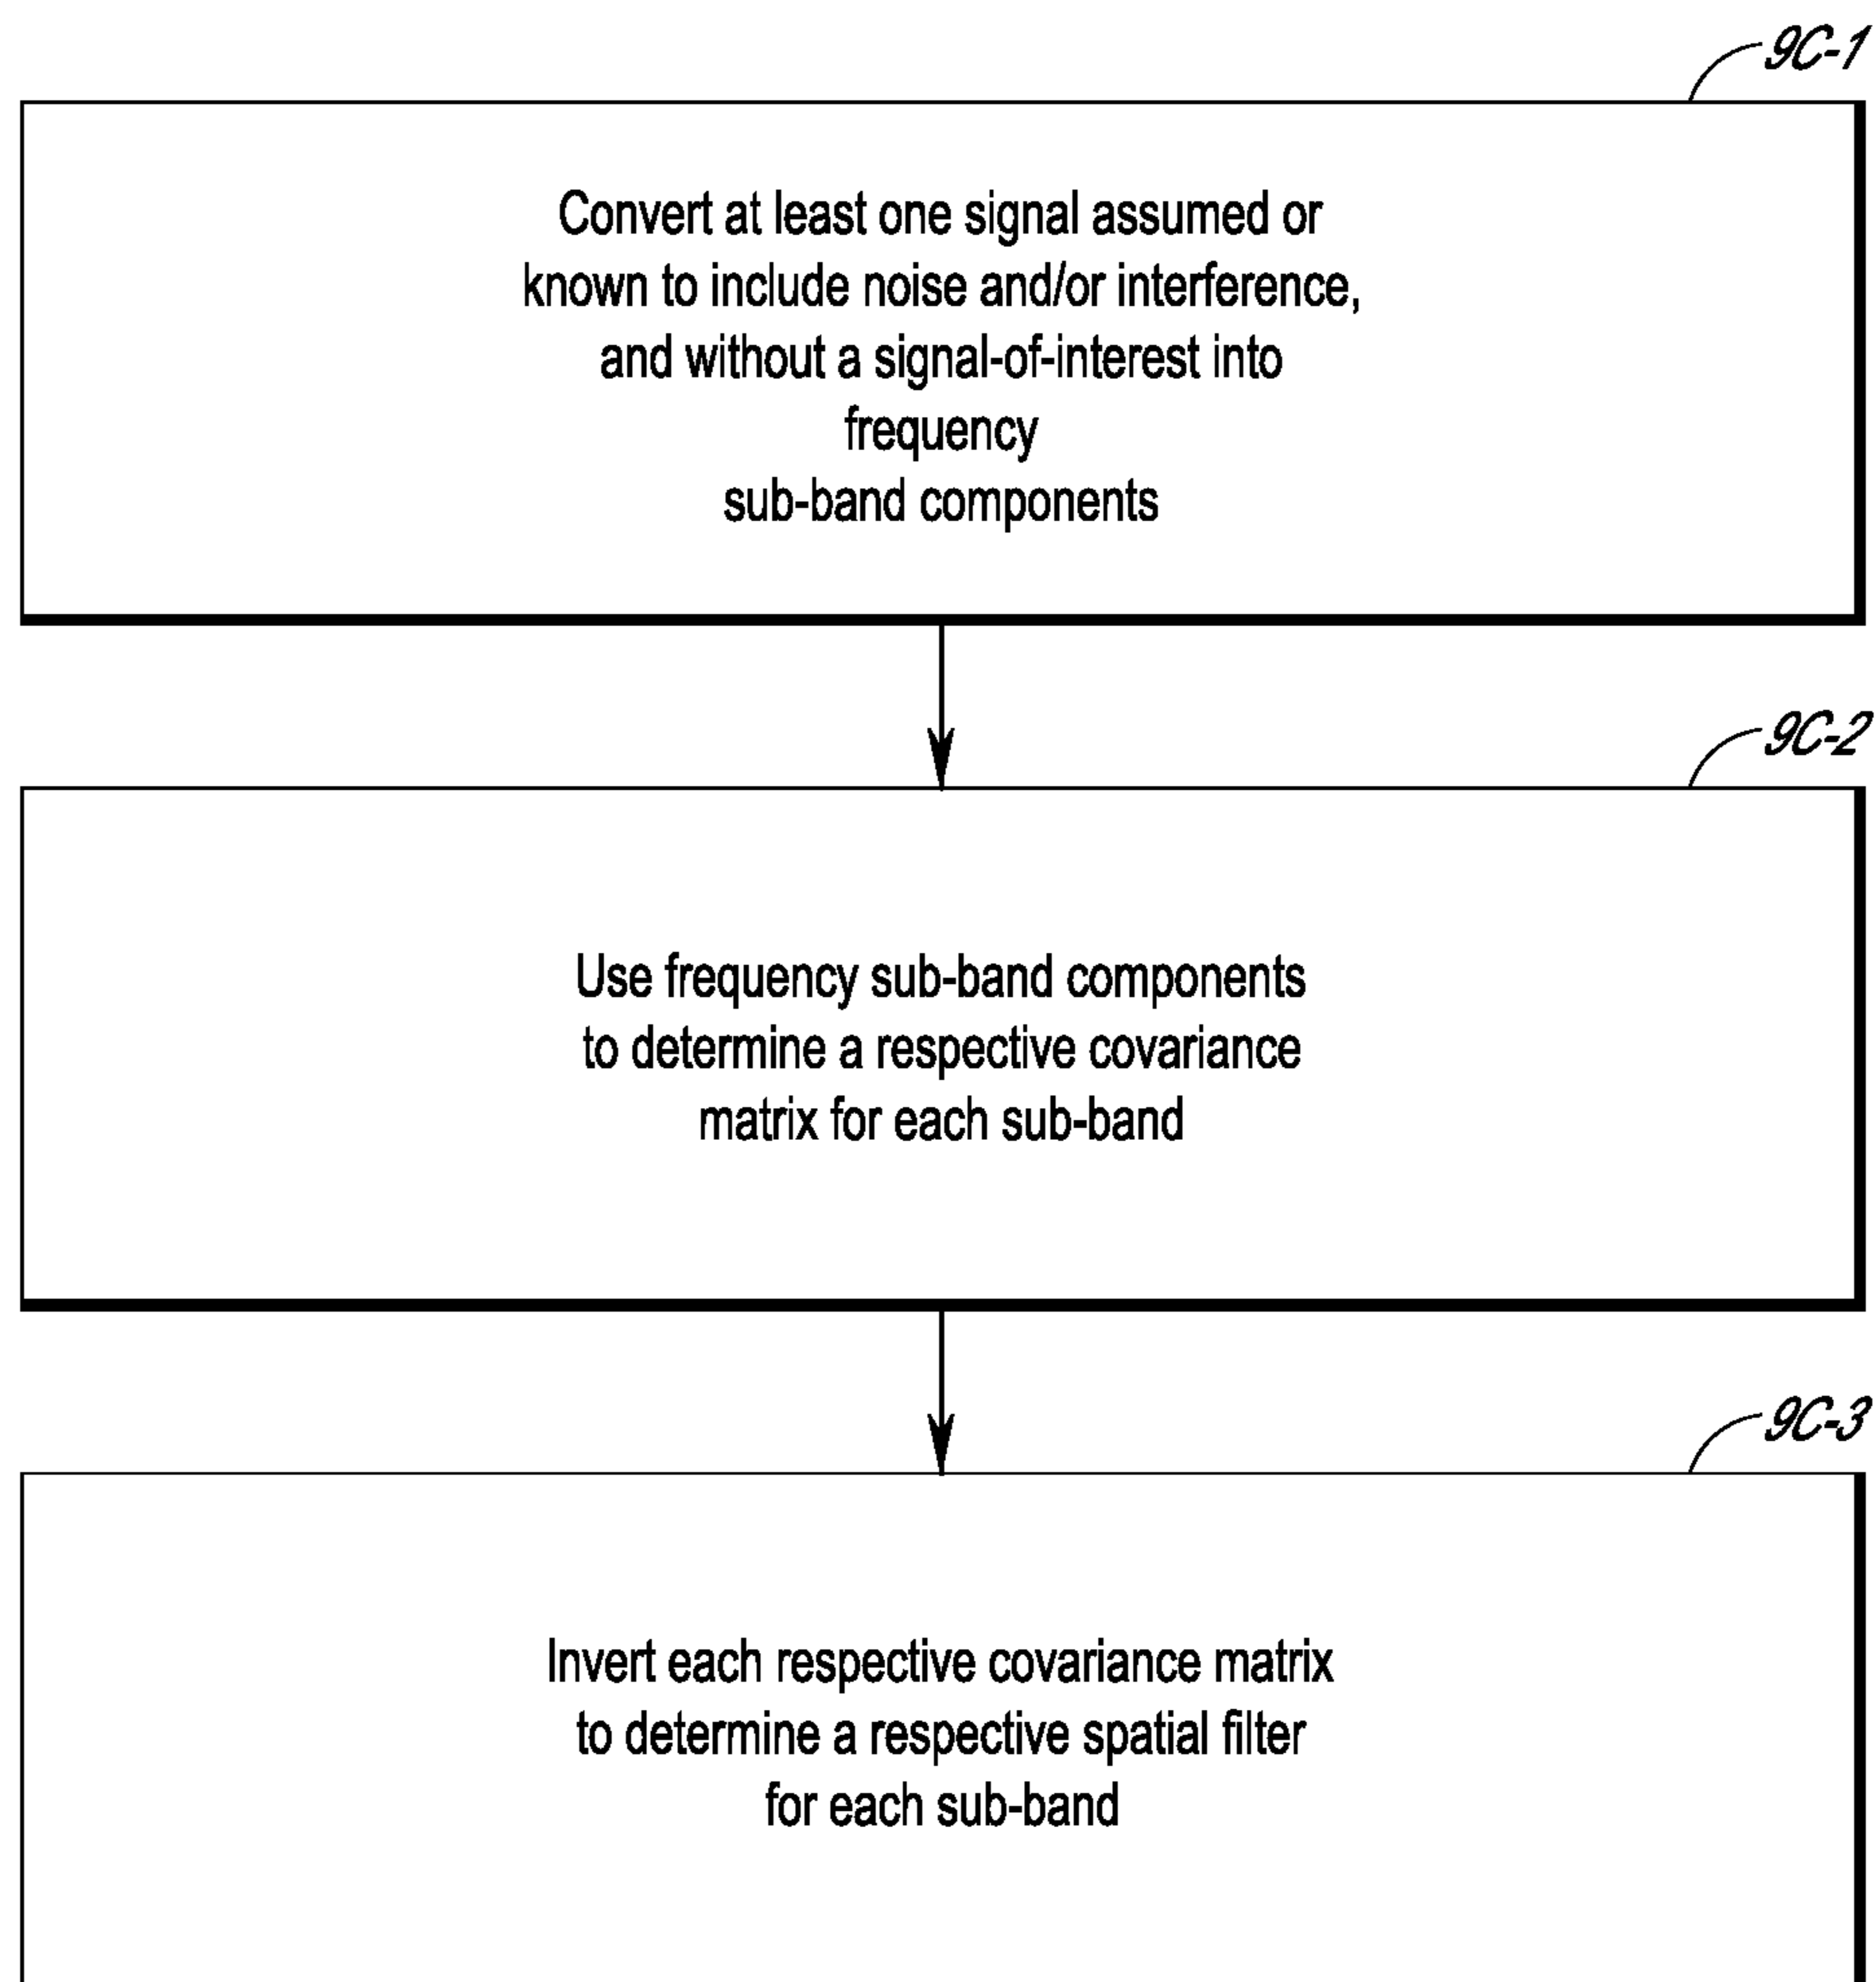 9C-1
Convert at least one signal assumed or
known to include noise and/or interference,
and without a signal-of-interest into
frequency
sub-band components
9C-2
Use frequency sub-band components
to determine a respective covariance
matrix for each sub-band
9C-3
Invert each respective covariance matrix
to determine a respective spatial filter
for each sub-band